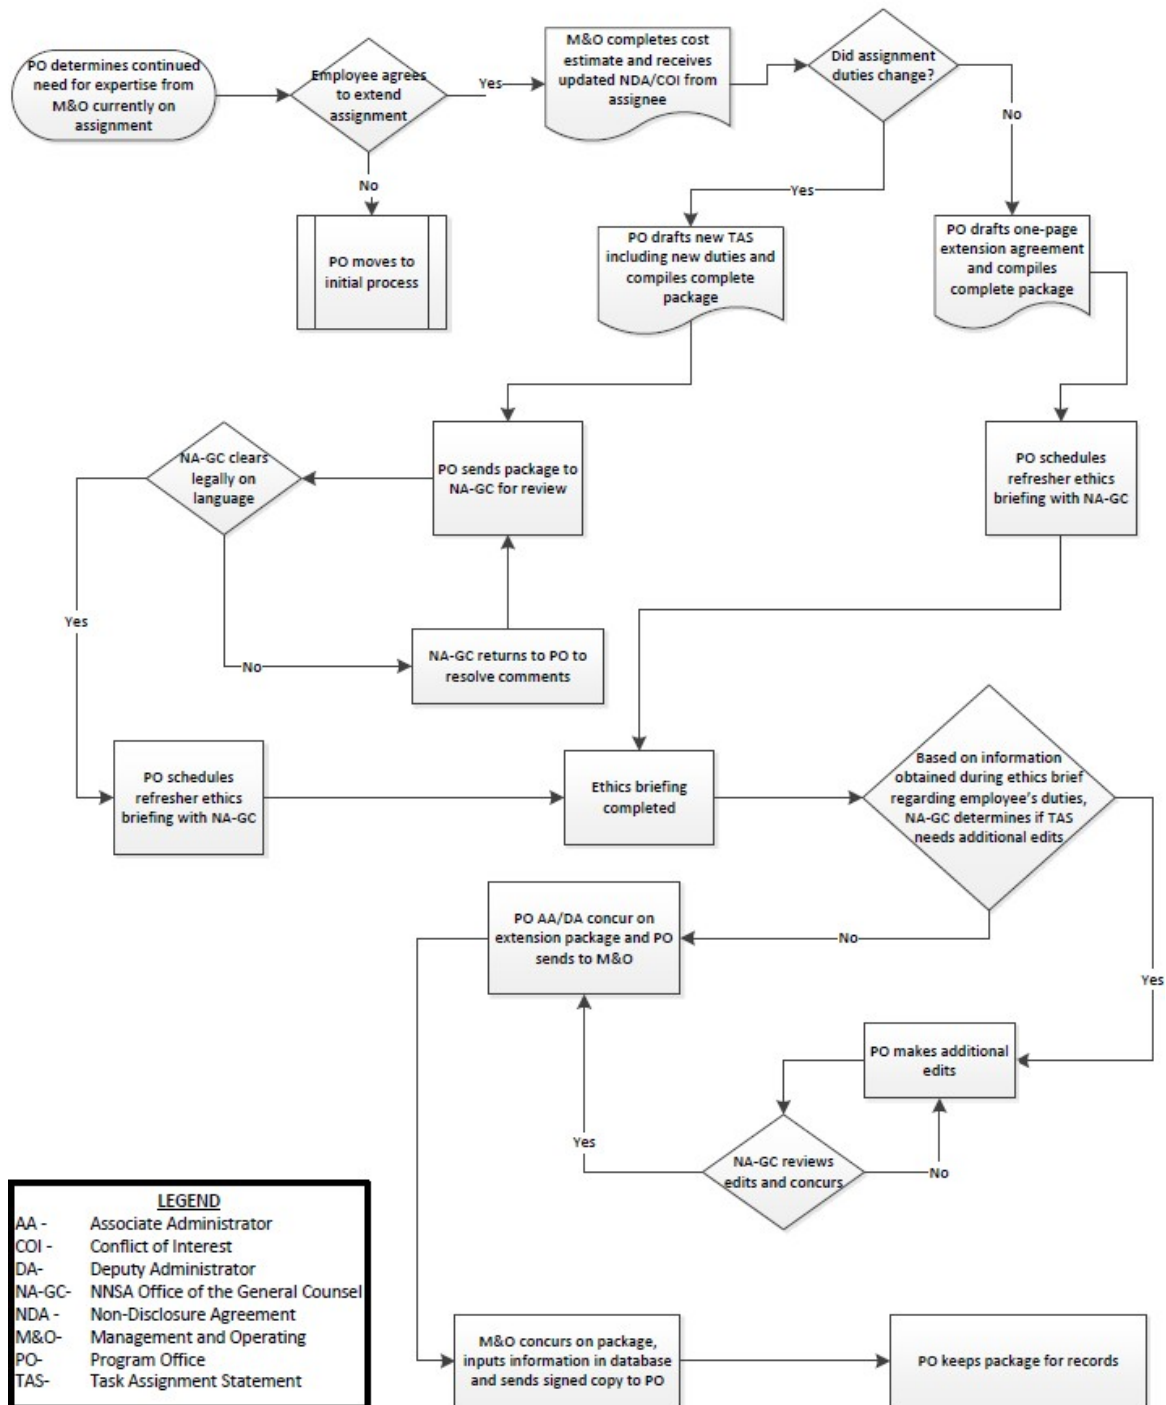 PO determines continued
need for expertise from
M&O currently on
assignment
Employee agrees
to extend
assignment
Yes
M&O completes cost
estimate and receives
updated NDA/COI from
assignee
Did assignment
duties change?
No
No
Yes
PO moves to
initial process
PO drafts new TAS
including new duties and
compiles complete
package
PO drafts one-page
extension agreement
and compiles
complete package
NA-GC clears
legally on
language
PO sends package to
NA-GC for review
PO schedules
refresher ethics
briefing with NA-GC
Yes
No
NA-GC returns to PO to
resolve comments
PO schedules
refresher ethics
briefing with NA-GC
Ethics briefing
completed
Based on information
obtained during ethics brief
regarding employee’s duties,
NA-GC determines if TAS
needs additional edits
PO AA/DA concur on
extension package and PO
sends to M&O
No
Yes
PO makes additional
edits
Yes
NA-GC reviews
edits and concurs
No
LEGEND
AA - Associate Administrator
COI - Conflict of Interest
DA- Deputy Administrator
NA-GC- NNSA Office of the General Counsel
NDA - Non-Disclosure Agreement
M&O- Management and Operating
PO- Program Office
TAS- Task Assignment Statement
M&O concurs on package,
inputs information in database
and sends signed copy to PO
PO keeps package for records